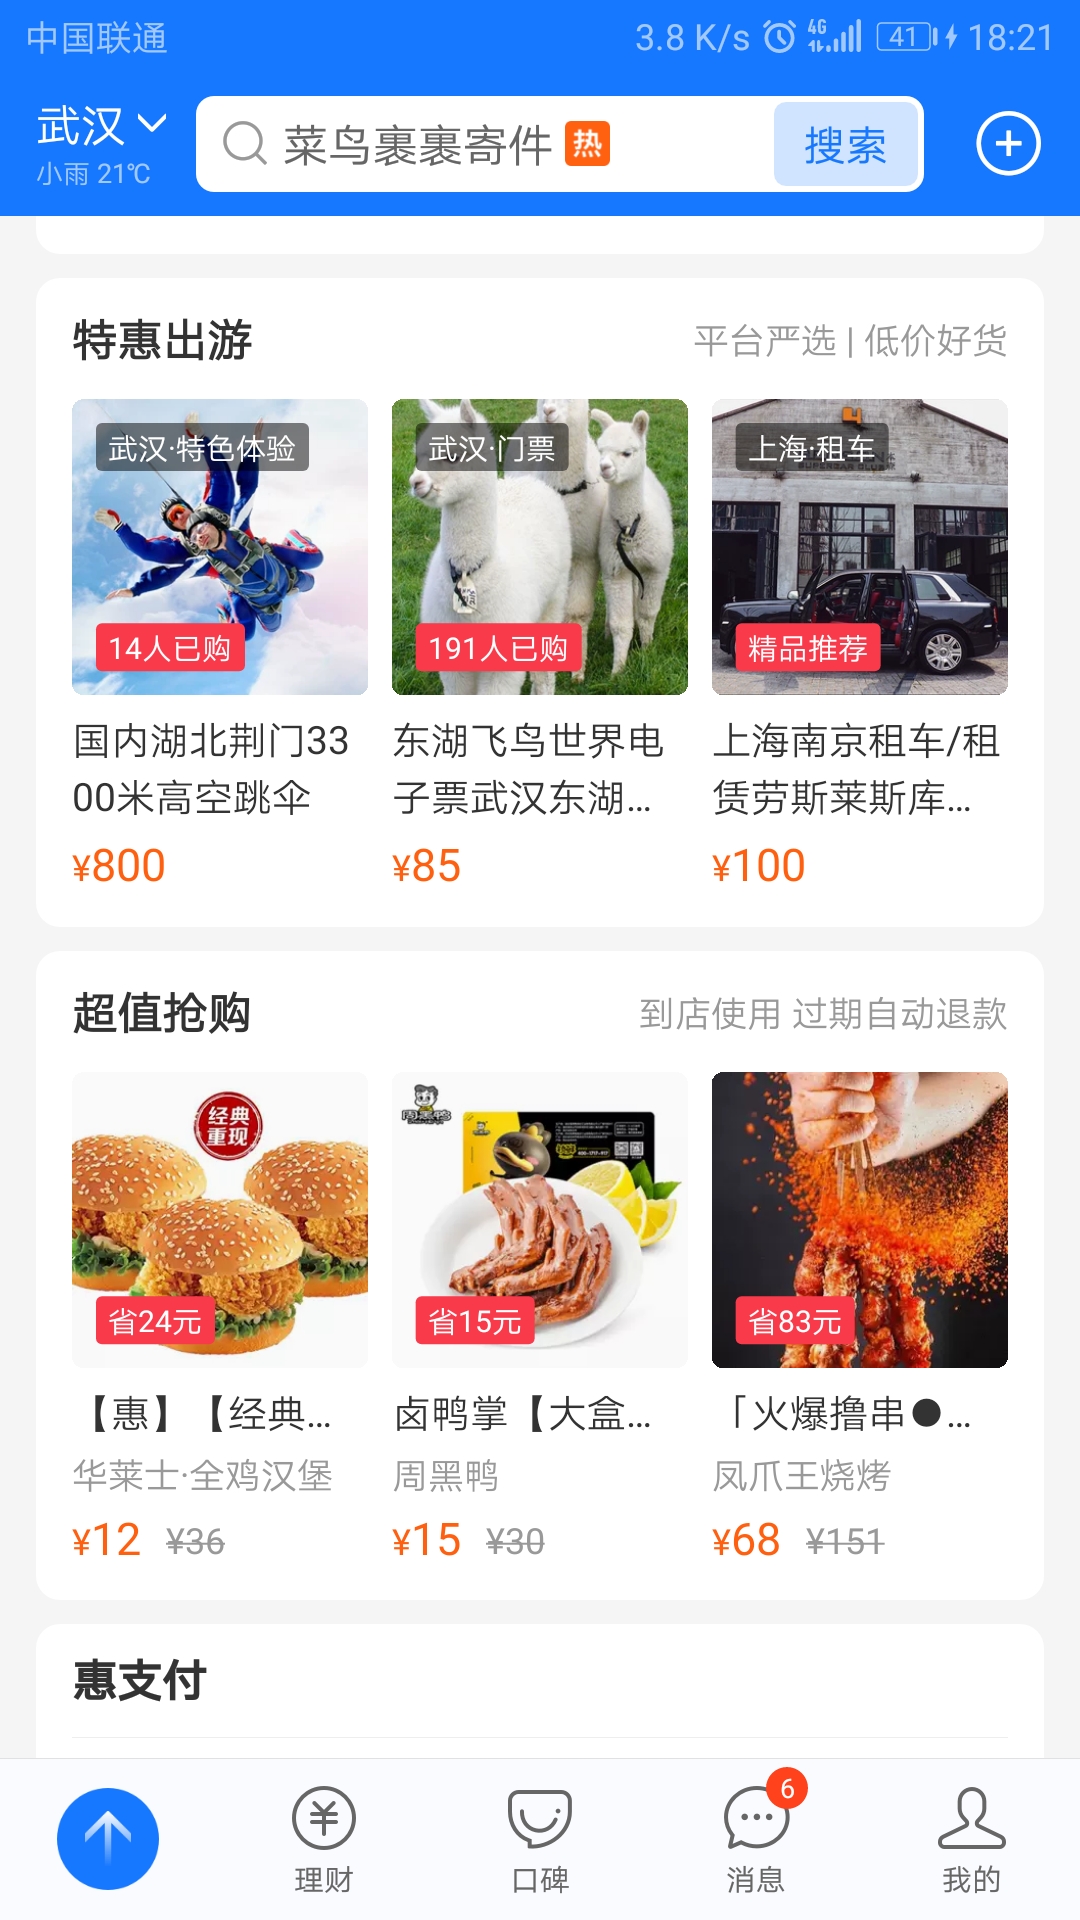 中国联通
3.8 K/s 4G 41 18:21
武汉
小雨 21℃
菜鸟裹裹寄件 热
搜索
特惠出游
平台严选 | 低价好货
武汉·特色体验
14人已购
国内湖北荆门33
00米高空跳伞
¥800
武汉·门票
191人已购
东湖飞鸟世界电
子票武汉东湖...
¥85
上海·租车
精品推荐
上海南京租车/租
赁劳斯莱斯库...
¥100
超值抢购
到店使用 过期自动退款
经典
重现
省24元
【惠】【经典...
华莱士·全鸡汉堡
¥12 ¥36
周黑鸭
省15元
卤鸭掌【大盒...
周黑鸭
¥15 ¥30
省83元
「火爆撸串●...
凤爪王烧烤
¥68 ¥151
惠支付
理财
口碑
6
消息
我的